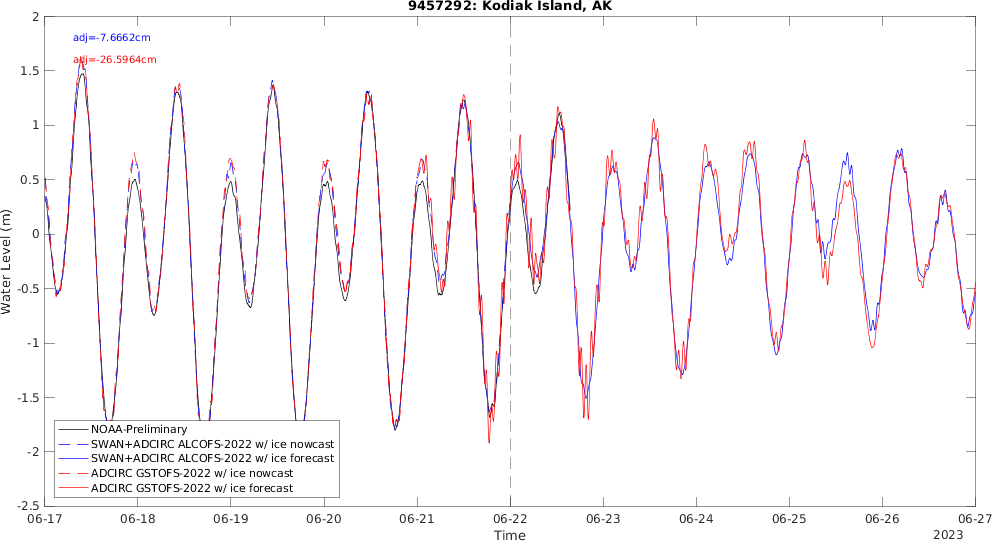 9457292: Kodiak Island, AK
adj=-7.6662cm
adj=-26.5964cm
Water Level (m)
2
1.5
1
0.5
0
-0.5
-1
-1.5
-2
-2.5
NOAA-Preliminary
SWAN+ADCIRC ALCOFS-2022 w/ ice nowcast
SWAN+ADCIRC ALCOFS-2022 w/ ice forecast
ADCIRC GSTOFS-2022 w/ ice nowcast
ADCIRC GSTOFS-2022 w/ ice forecast
06-17 06-18 06-19 06-20 06-21 06-22 06-23 06-24 06-25 06-26 06-27
Time
2023